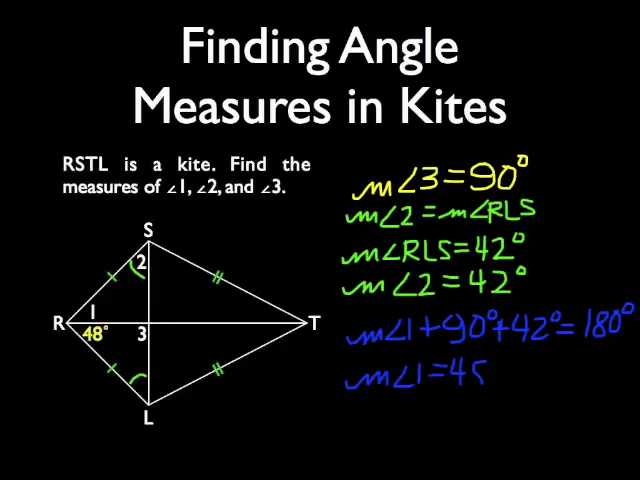 Finding Angle
Measures in Kites
RSTL is a kite. Find the
measures of ∠1, ∠2, and ∠3.
m∠3=90°
m∠2=m∠RLS
m∠RLS=42°
m∠2=42°
m∠1+90°+42°=180°
m∠1=4
S
2
1
R
T
48°
3
L